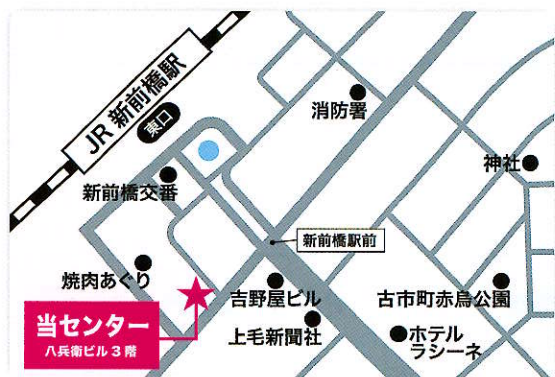 JR 新前橋駅
東口
消防署
新前橋交番
神社
新前橋駅前
焼肉あぐり
吉野屋ビル
古市町赤鳥公園
当センター
八兵衛ビル3階
上毛新聞社
ホテル
ラシーネ